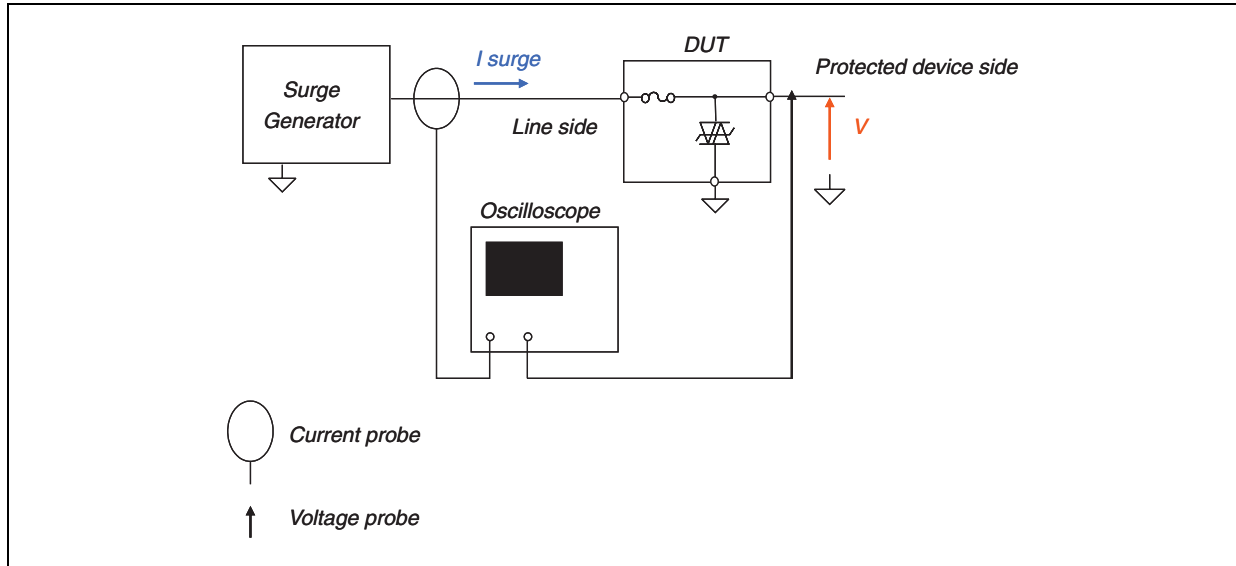 DUT
I surge
Protected device side
Surge
Generator
Line side
V
Oscilloscope
Current probe
Voltage probe